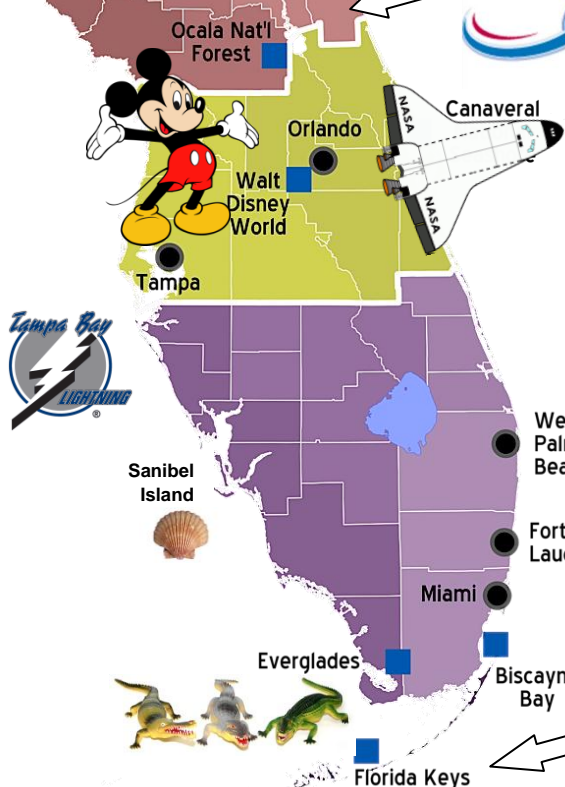 Ocala Nat'l
Forest
NASA
Canaveral
Orlando
Walt
Disney
World
NASA
Tampa
Tampa Bay
LIGHTNING
®
Sanibel
Island
Miami
Everglades
Bay
Florida Keys